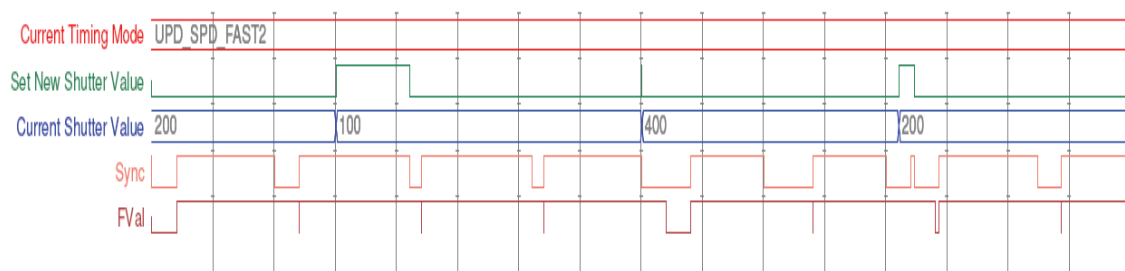 Current Timing Mode UPD_SPD_FAST2
Set New Shutter Value
Current Shutter Value 200 100 400 200
Sync
FVal